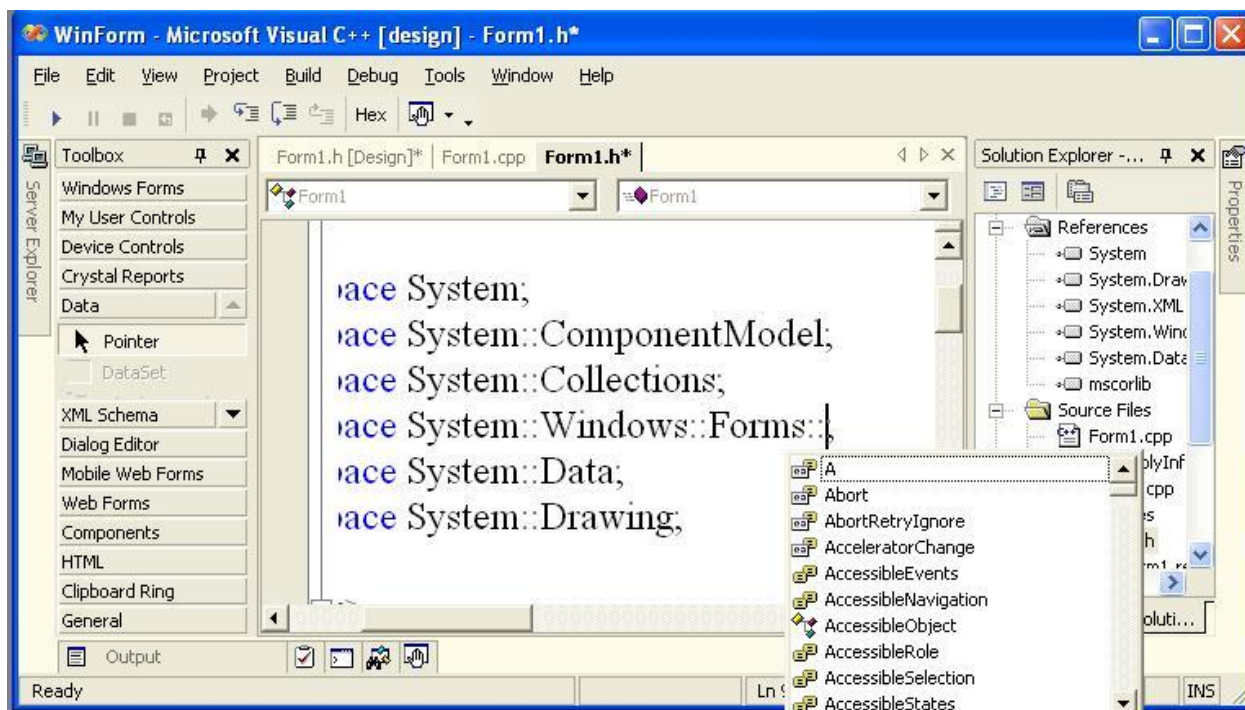 WinForm - Microsoft Visual C++ [design] - Form1.h*
File Edit View Project Build Debug Tools Window Help
Hex
Server Explorer
Toolbox
Windows Forms
My User Controls
Device Controls
Crystal Reports
Data
Pointer
DataSet
XML Schema
Dialog Editor
Mobile Web Forms
Web Forms
Components
HTML
Clipboard Ring
General
Form1.h [Design]* Form1.cpp Form1.h*
Form1 Form1
ace System;
ace System::ComponentModel;
ace System::Collections;
ace System::Windows::Forms::;
ace System::Data;
ace System::Drawing;
A
Abort
AbortRetryIgnore
AcceleratorChange
AccessibleEvents
AccessibleNavigation
AccessibleObject
AccessibleRole
AccessibleSelection
AccessibleStates
Solution Explorer -...
References
System
System.Draw
System.XML
System.Wind
System.Data
mscorlib
Source Files
Form1.cpp
blyInf
cpp
es
h
oluti...
Properties
Output
Ready Ln INS